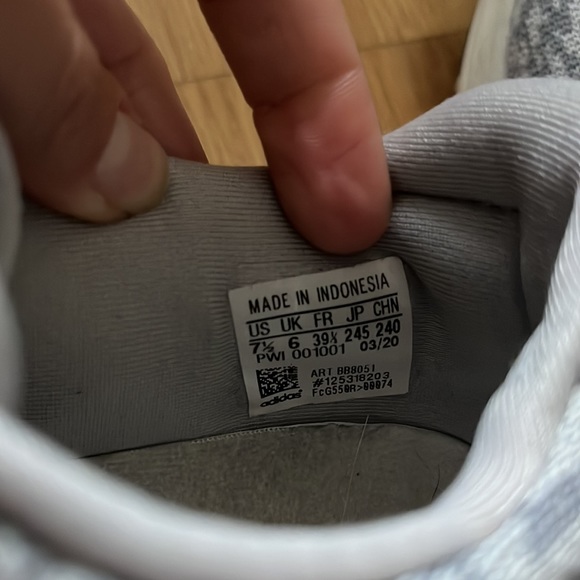 MADE IN INDONESIA
US UK FR JP CHN
7½ 6 39⅓ 245 240
PWI 001001 03/20
ART BB8051
#125318203
FcG550R>00074
adidas